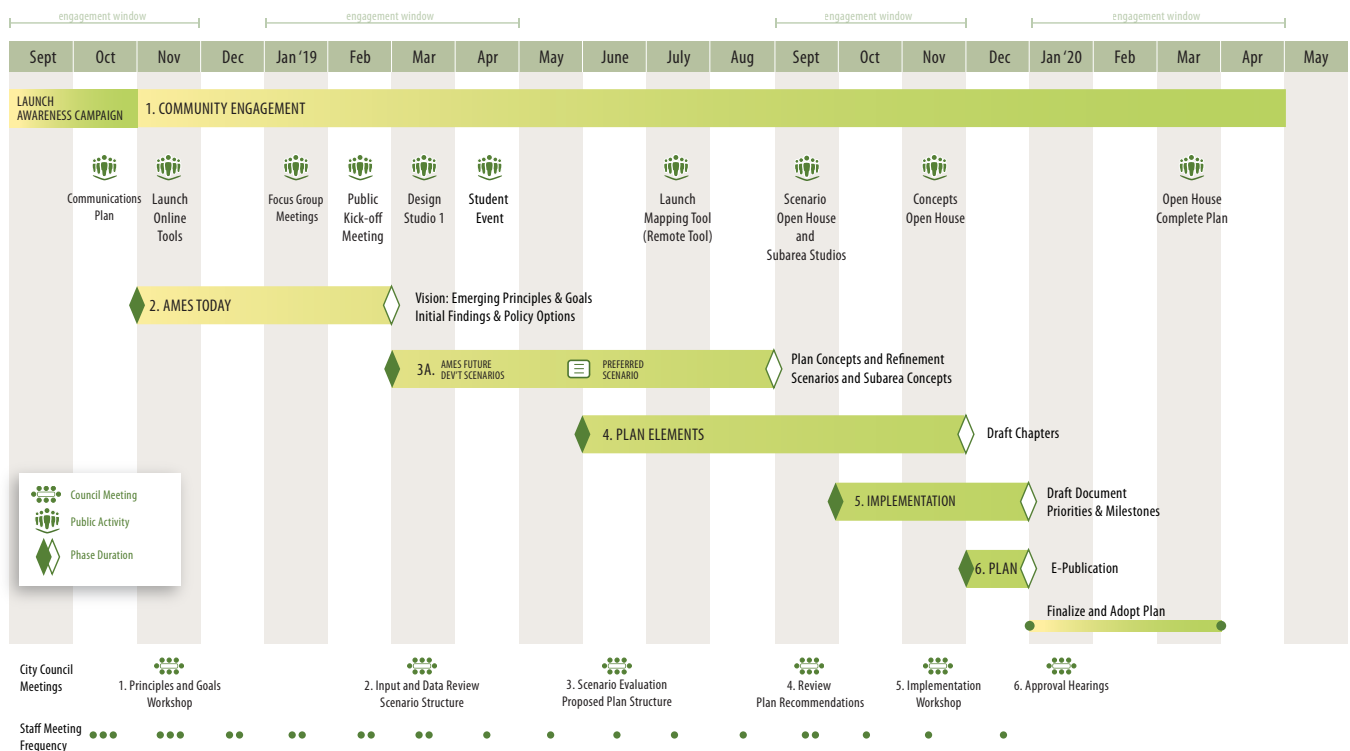 engagement window
engagement window
engagement window
engagement window
Sept Oct Nov Dec Jan '19 Feb Mar Apr May June July Aug Sept Oct Nov Dec Jan '20 Feb Mar Apr May
LAUNCH
AWARENESS CAMPAIGN
1. COMMUNITY ENGAGEMENT
Communications
Plan
Launch
Online
Tools
Focus Group
Meetings
Public
Kick-off
Meeting
Design
Studio 1
Student
Event
Launch
Mapping Tool
(Remote Tool)
Scenario
Open House
and
Subarea Studios
Concepts
Open House
Open House
Complete Plan
2. AMES TODAY
Vision: Emerging Principles & Goals
Initial Findings & Policy Options
3A.
AMES FUTURE
DEV'T SCENARIOS
PREFERRED
SCENARIO
Plan Concepts and Refinement
Scenarios and Subarea Concepts
4. PLAN ELEMENTS
Draft Chapters
5. IMPLEMENTATION
Draft Document
Priorities & Milestones
6. PLAN
E-Publication
Finalize and Adopt Plan
Council Meeting
Public Activity
Phase Duration
City Council
Meetings
1. Principles and Goals
Workshop
2. Input and Data Review
Scenario Structure
3. Scenario Evaluation
Proposed Plan Structure
4. Review
Plan Recommendations
5. Implementation
Workshop
6. Approval Hearings
Staff Meeting
Frequency